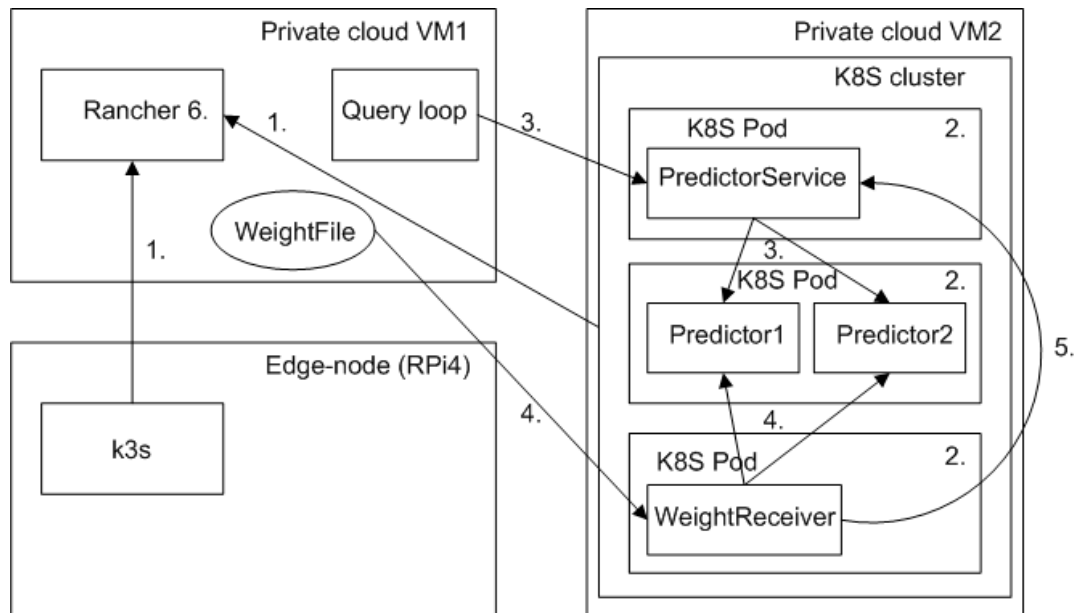 Private cloud VM1
Rancher 6.
Query loop
1.
3.
WeightFile
1.
Edge-node (RPi4)
k3s
4.
Private cloud VM2
K8S cluster
K8S Pod
2.
PredictorService
3.
K8S Pod
2.
Predictor1
Predictor2
5.
4.
K8S Pod
2.
WeightReceiver